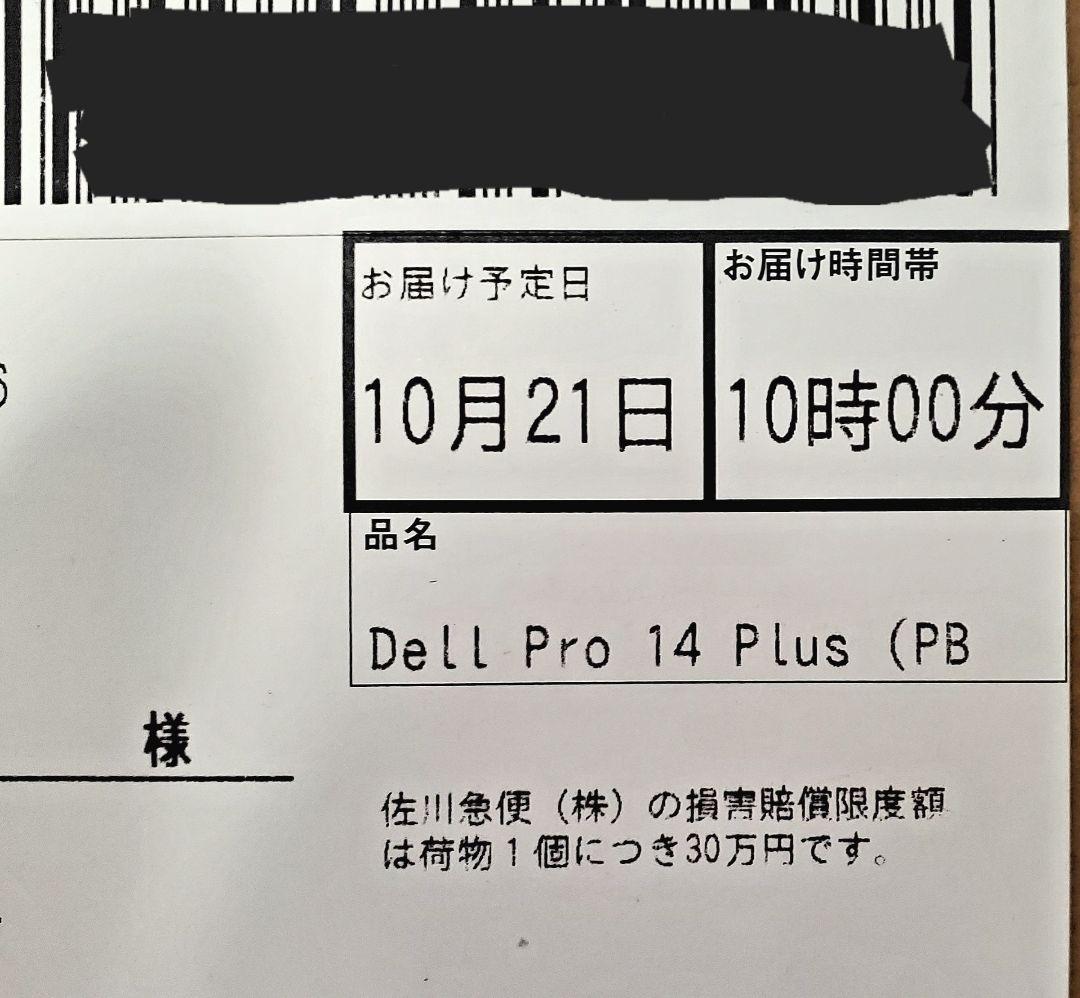 お届け予定日
お届け時間帯
10月21日
10時00分
品名
Dell Pro 14 Plus (PB
様
佐川急便（株）の損害賠償限度額
は荷物1個につき30万円です。